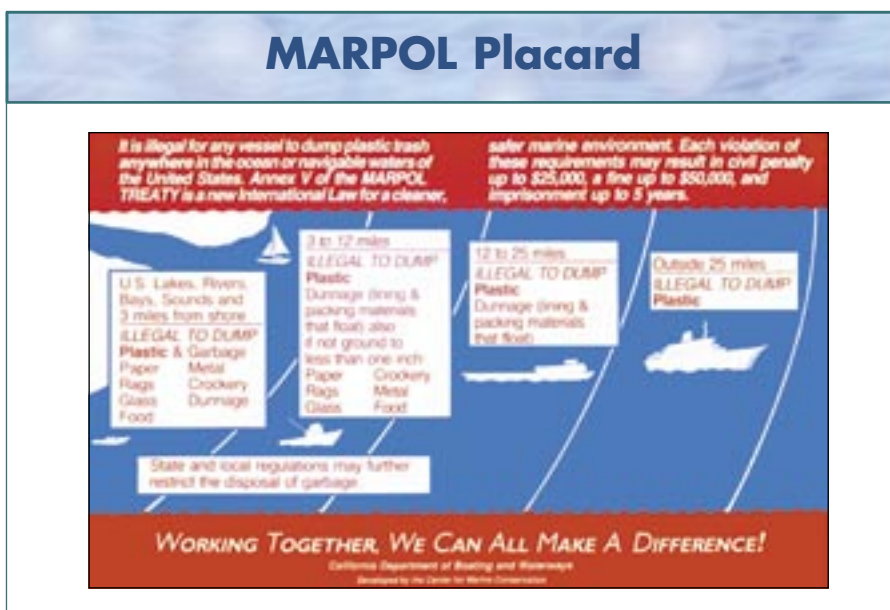 MARPOL Placard
It is illegal for any vessel to dump plastic trash
anywhere in the ocean or navigable waters of
the United States. Annex V of the MARPOL
TREATY is a new International Law for a cleaner,
safer marine environment. Each violation of
these requirements may result in civil penalty
up to $25,000, a fine up to $50,000, and
imprisonment up to 5 years.
U.S. Lakes, Rivers,
Bays, Sounds and
3 miles from shore
ILLEGAL TO DUMP
Plastic & Garbage
Paper Metal
Rags Crockery
Glass Dunnage
Food
3 to 12 miles
ILLEGAL TO DUMP
Plastic
Dunnage (lining &
packing materials
that float) also
if not ground to
less than one inch
Paper Crockery
Rags Metal
Glass Food
12 to 25 miles
ILLEGAL TO DUMP
Plastic
Dunnage (lining &
packing materials
that float)
Outside 25 miles
ILLEGAL TO DUMP
Plastic
State and local regulations may further
restrict the disposal of garbage
WORKING TOGETHER, WE CAN ALL MAKE A DIFFERENCE!
California Department of Boating and Waterways
Developed by the Center for Marine Conservation